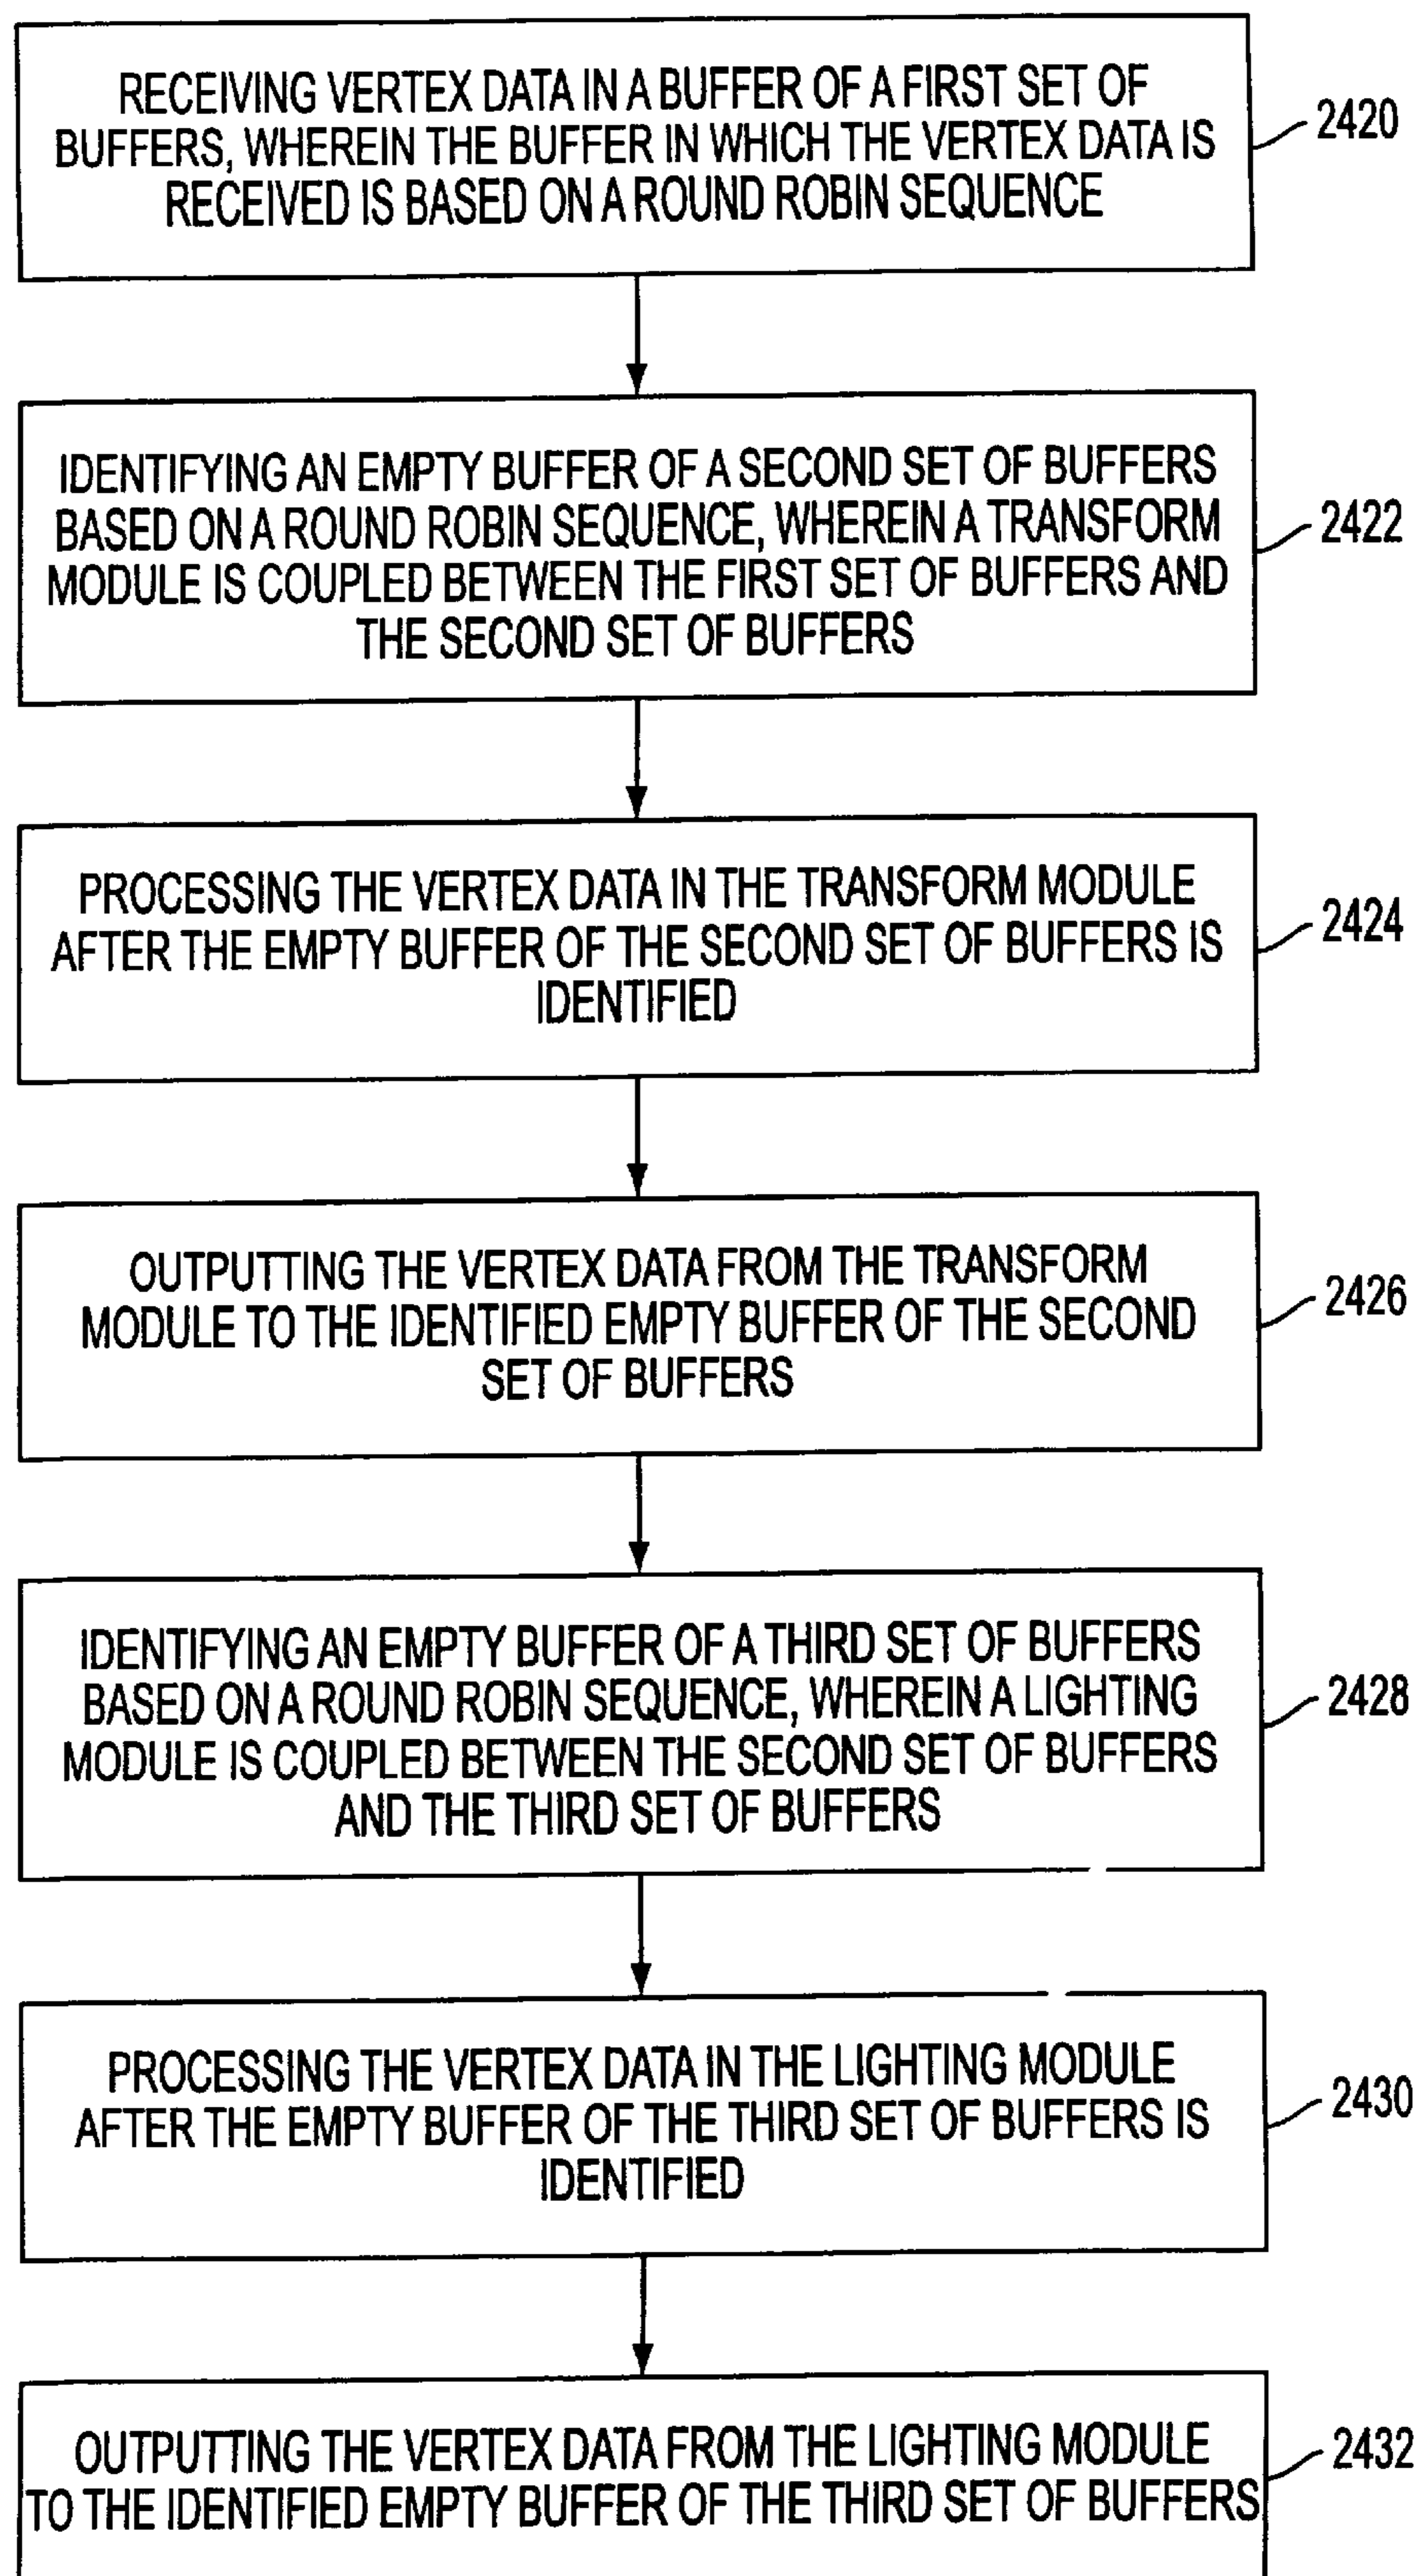 RECEIVING VERTEX DATA IN A BUFFER OF A FIRST SET OF
BUFFERS, WHEREIN THE BUFFER IN WHICH THE VERTEX DATA IS
RECEIVED IS BASED ON A ROUND ROBIN SEQUENCE
2420
IDENTIFYING AN EMPTY BUFFER OF A SECOND SET OF BUFFERS
BASED ON A ROUND ROBIN SEQUENCE, WHEREIN A TRANSFORM
MODULE IS COUPLED BETWEEN THE FIRST SET OF BUFFERS AND
THE SECOND SET OF BUFFERS
2422
PROCESSING THE VERTEX DATA IN THE TRANSFORM MODULE
AFTER THE EMPTY BUFFER OF THE SECOND SET OF BUFFERS IS
IDENTIFIED
2424
OUTPUTTING THE VERTEX DATA FROM THE TRANSFORM
MODULE TO THE IDENTIFIED EMPTY BUFFER OF THE SECOND
SET OF BUFFERS
2426
IDENTIFYING AN EMPTY BUFFER OF A THIRD SET OF BUFFERS
BASED ON A ROUND ROBIN SEQUENCE, WHEREIN A LIGHTING
MODULE IS COUPLED BETWEEN THE SECOND SET OF BUFFERS
AND THE THIRD SET OF BUFFERS
2428
PROCESSING THE VERTEX DATA IN THE LIGHTING MODULE
AFTER THE EMPTY BUFFER OF THE THIRD SET OF BUFFERS IS
IDENTIFIED
2430
OUTPUTTING THE VERTEX DATA FROM THE LIGHTING MODULE
TO THE IDENTIFIED EMPTY BUFFER OF THE THIRD SET OF BUFFERS
2432